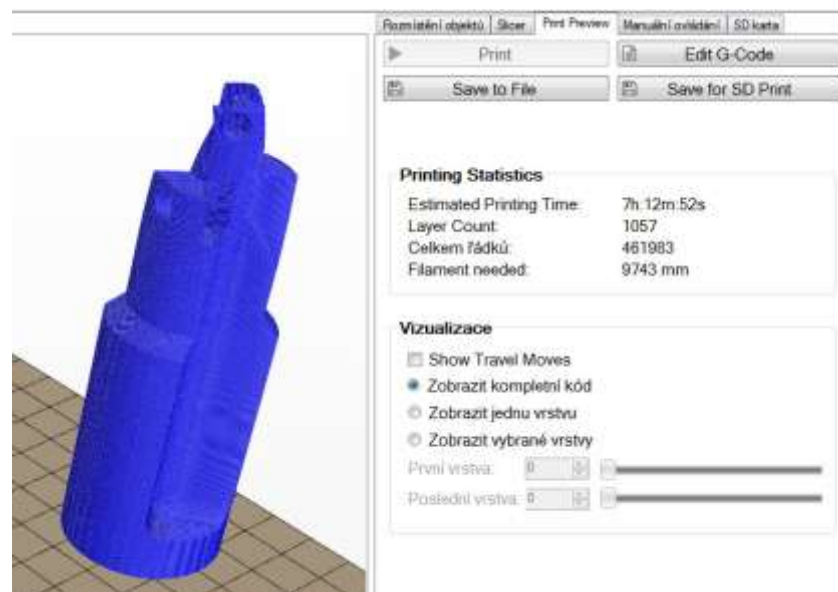 Rozmístění objektů Slicer Print Preview Manuální ovládání SD karta
Print Edit G-Code
Save to File Save for SD Print
Printing Statistics
Estimated Printing Time: 7h:12m:52s
Layer Count: 1057
Celkem řádků: 461983
Filament needed: 9743 mm
Vizualizace
Show Travel Moves
Zobrazit kompletní kód
Zobrazit jednu vrstvu
Zobrazit vybrané vrstvy
První vrstva: 0
Poslední vrstva: 0